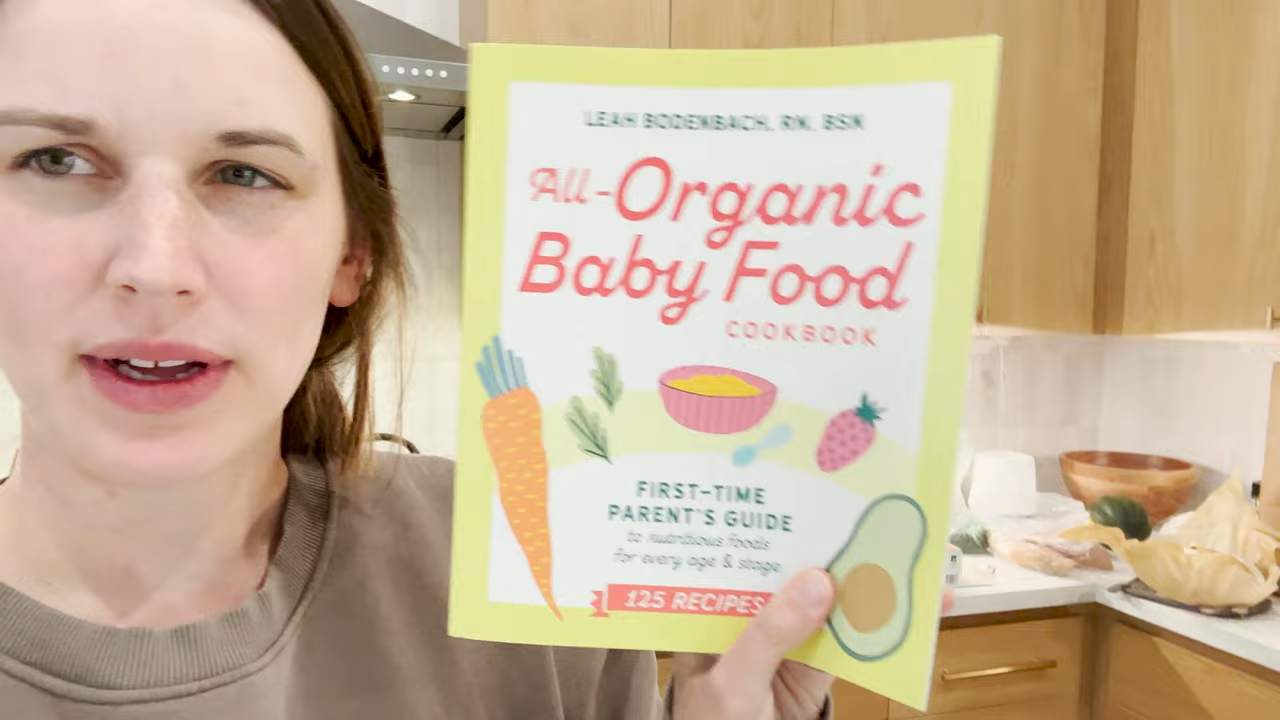 LEAH BODENBACH, RN, BSN
All-Organic
Baby Food
COOKBOOK
FIRST-TIME
PARENT'S GUIDE
to nutritious foods
for every age & stage
125 RECIPES